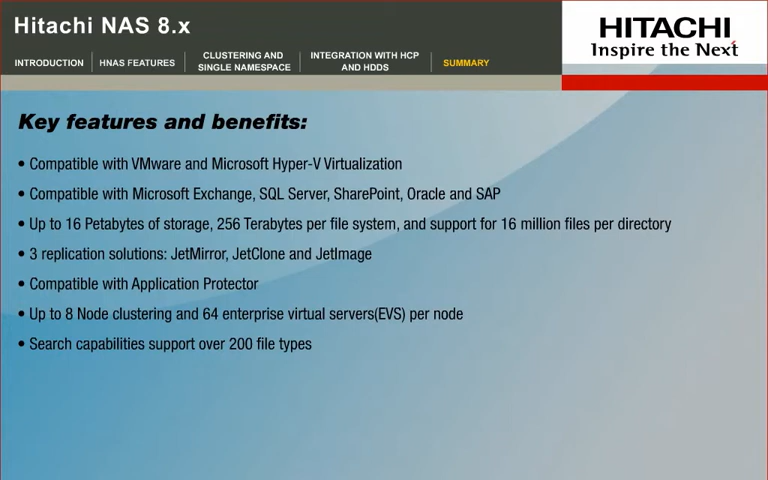 Hitachi NAS 8.x
HITACHI
Inspire the Next
INTRODUCTION
HNAS FEATURES
CLUSTERING AND
SINGLE NAMESPACE
INTEGRATION WITH HCP
AND HDDS
SUMMARY
Key features and benefits:
• Compatible with VMware and Microsoft Hyper-V Virtualization
• Compatible with Microsoft Exchange, SQL Server, SharePoint, Oracle and SAP
• Up to 16 Petabytes of storage, 256 Terabytes per file system, and support for 16 million files per directory
• 3 replication solutions: JetMirror, JetClone and JetImage
• Compatible with Application Protector
• Up to 8 Node clustering and 64 enterprise virtual servers(EVS) per node
• Search capabilities support over 200 file types